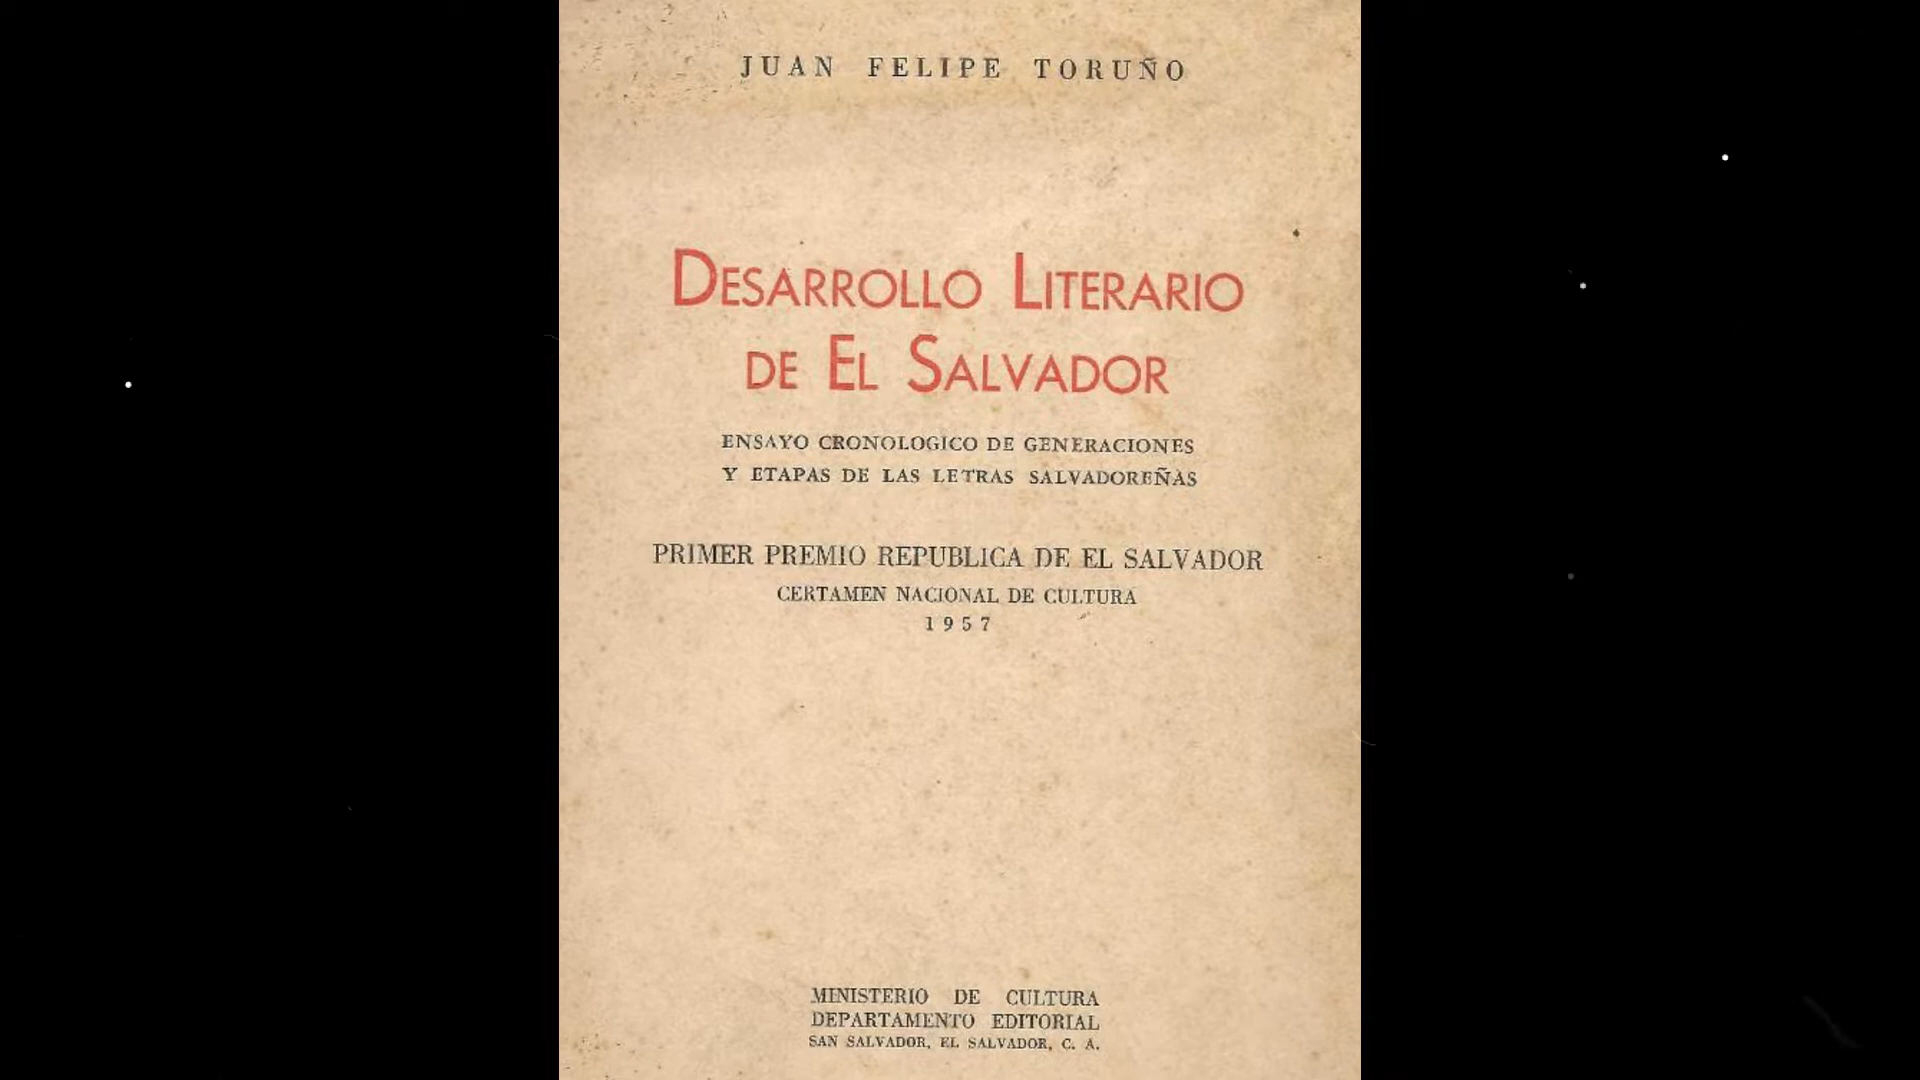 JUAN FELIPE TORUÑO
DESARROLLO LITERARIO
DE EL SALVADOR
ENSAYO CRONOLOGICO DE GENERACIONES
Y ETAPAS DE LAS LETRAS SALVADOREÑAS
PRIMER PREMIO REPUBLICA DE EL SALVADOR
CERTAMEN NACIONAL DE CULTURA
1957
MINISTERIO DE CULTURA
DEPARTAMENTO EDITORIAL
SAN SALVADOR, EL SALVADOR, C. A.